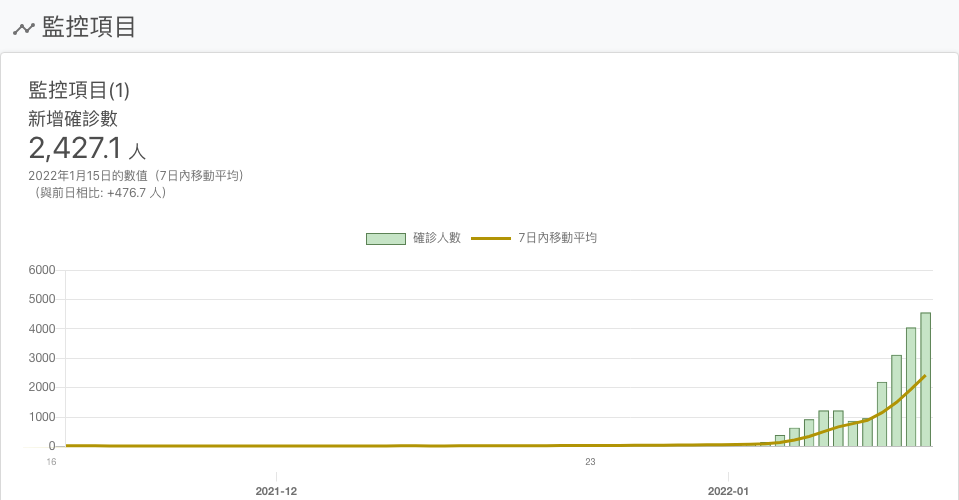 監控項目
監控項目(1)
新增確診數
2,427.1 人
2022年1月15日的數值（7日內移動平均）
（與前日相比: +476.7 人）
確診人數 7日內移動平均
6000
5000
4000
3000
2000
1000
0
16 23
2021-12 2022-01